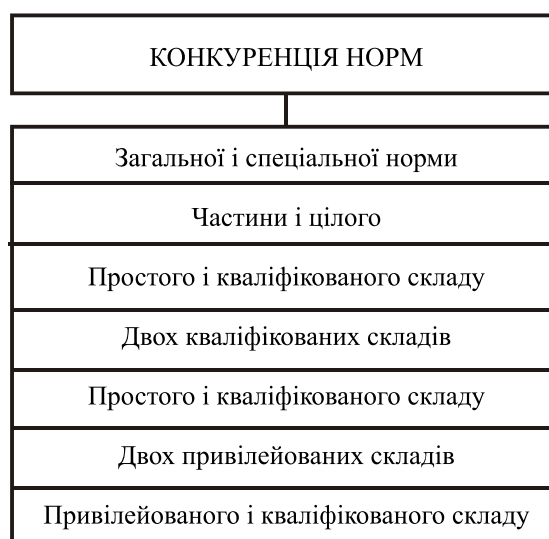 КОНКУРЕНЦІЯ НОРМ
Загальної і спеціальної норми
Частини і цілого
Простого і кваліфікованого складу
Двох кваліфікованих складів
Простого і кваліфікованого складу
Двох привілейованих складів
Привілейованого і кваліфікованого складу